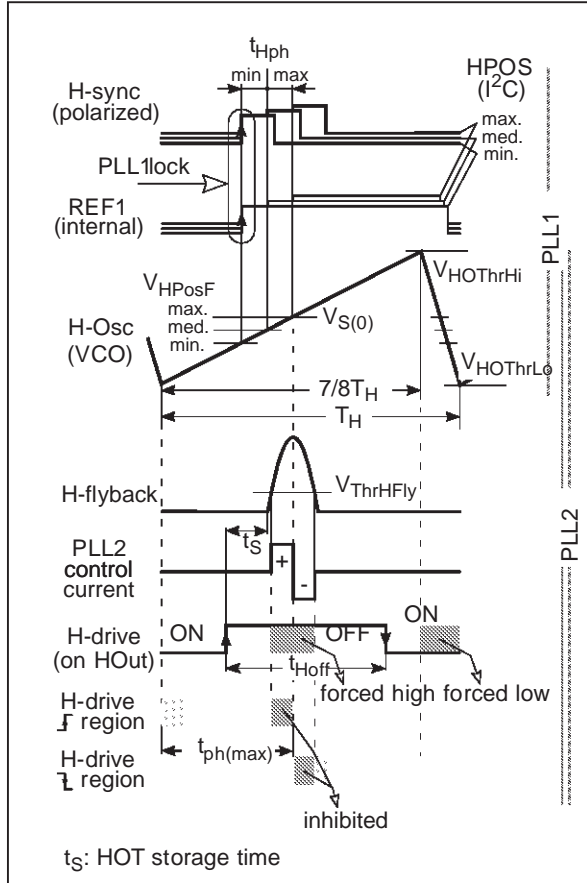 tHph
min max
H-sync
(polarized)
HPOS
(I²C)
max.
med.
min.
PLL1lock
REF1
(internal)
PLL1
VHPosF
max.
med.
min.
H-Osc
(VCO)
VHOThrHi
VS(0)
VHOThrLo
7/8TH
TH
H-flyback
VThrHFly
tS
PLL2
control
current
+
-
PLL2
H-drive
(on HOut)
ON
OFF
ON
tHoff
forced high forced low
H-drive
region
tph(max)
H-drive
region
inhibited
tS: HOT storage time